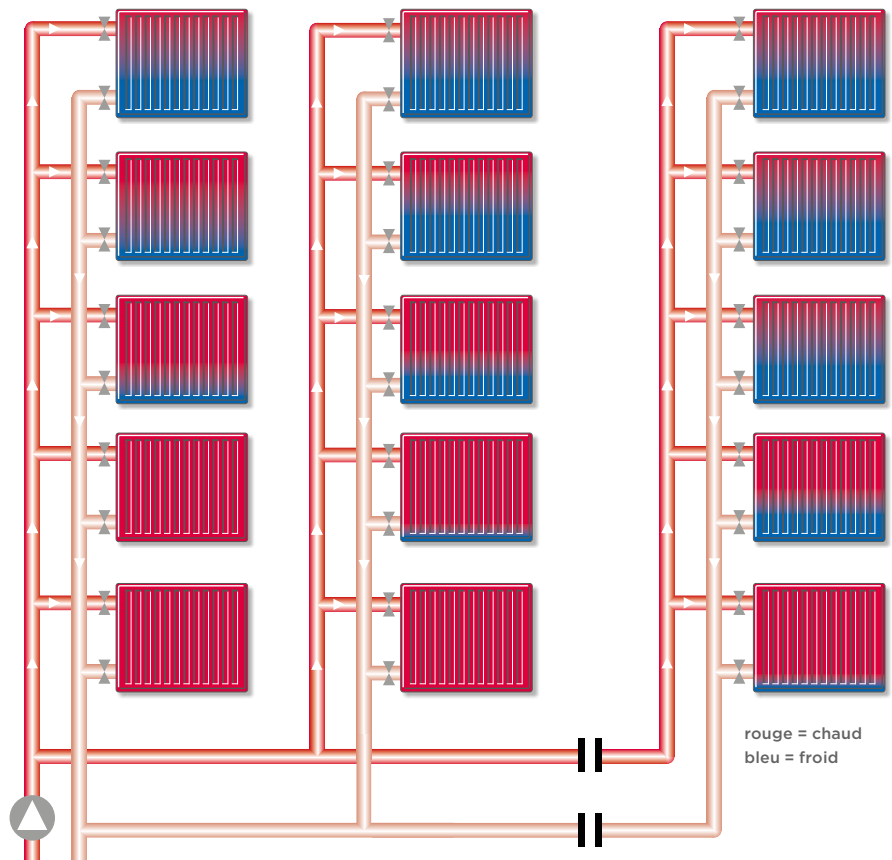 rouge = chaud
bleu = froid